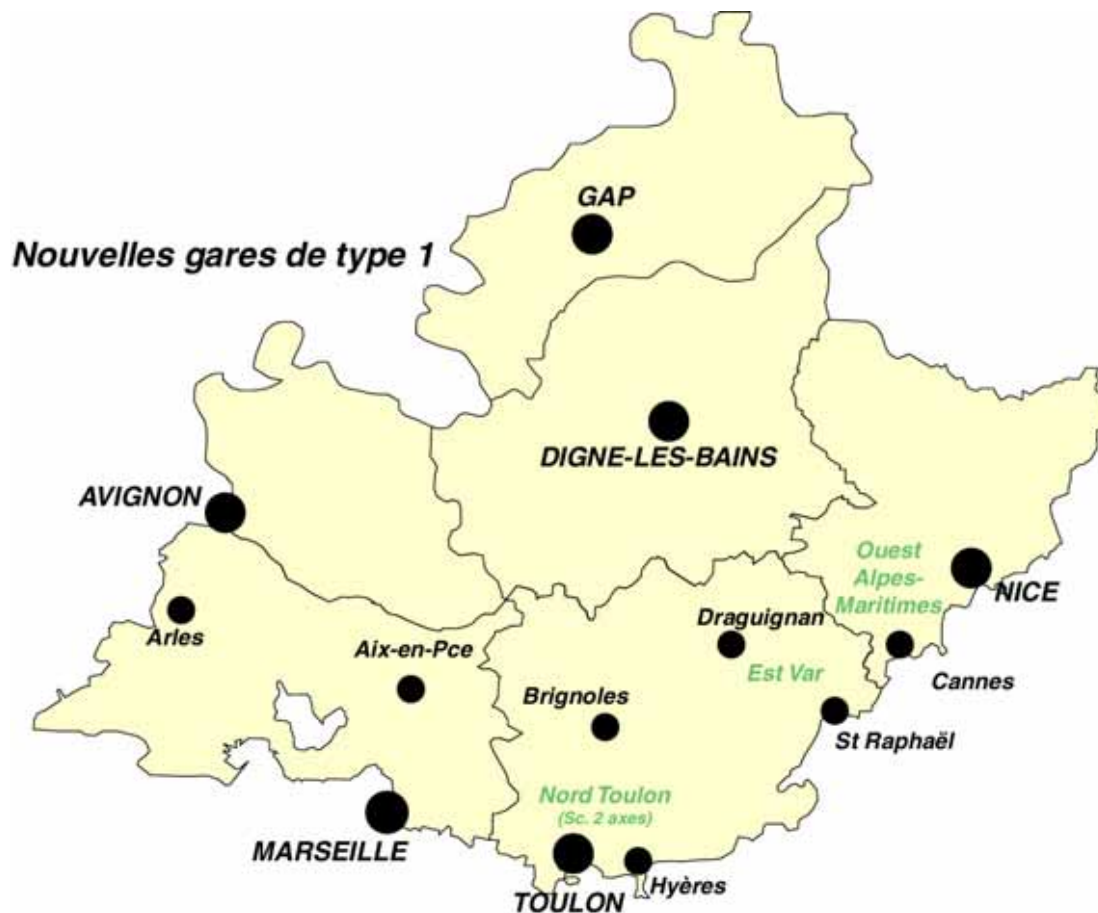 GAP
Nouvelles gares de type 1
DIGNE-LES-BAINS
AVIGNON
Ouest
Alpes-
Maritimes
NICE
Arles
Draguignan
Aix-en-Pce
Est Var
Cannes
Brignoles
St Raphaël
Nord Toulon
(Sc. 2 axes)
MARSEILLE
Hyères
TOULON